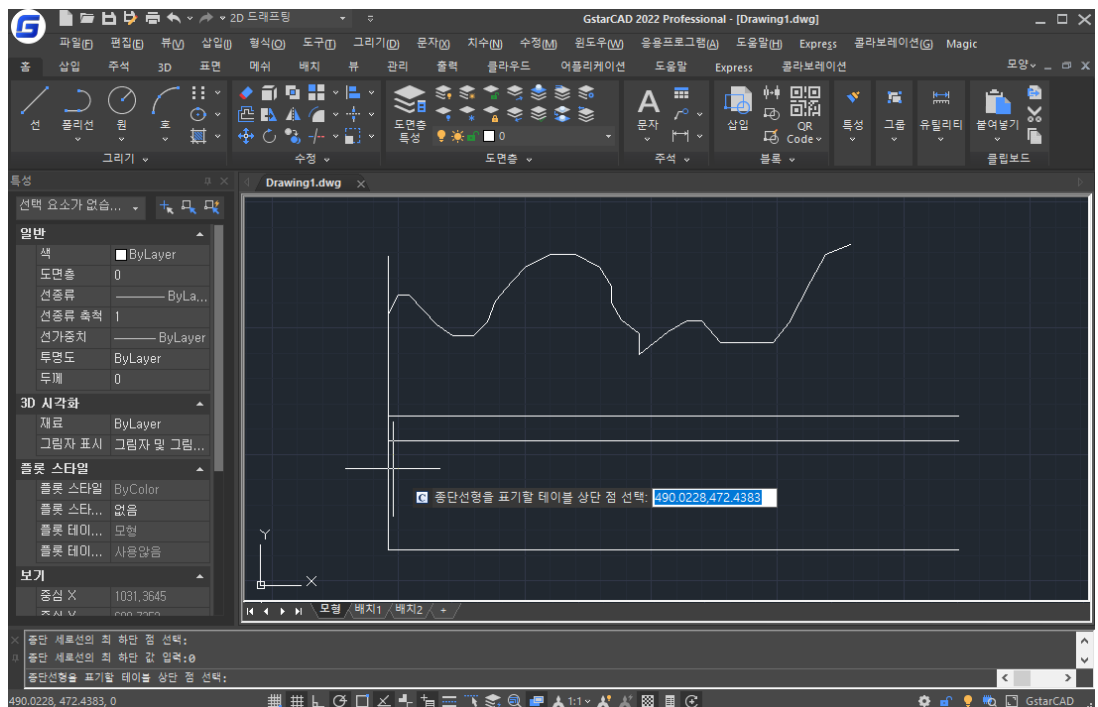 2D 드래프팅
GstarCAD 2022 Professional - [Drawing1.dwg]
파일(F) 편집(E) 뷰(V) 삽입(I) 형식(O) 도구(T) 그리기(D) 문자(X) 치수(N) 수정(M) 윈도우(W) 응용프로그램(A) 도움말(H) Express 콜라보레이션(G) Magic
홈 삽입 주석 3D 표면 메쉬 배치 뷰 관리 출력 클라우드 어플리케이션 도움말 Express 콜라보레이션 모양
선 폴리선 원 호
도면층 특성
0
문자
삽입
QR Code
특성 그룹 유틸리티 붙여넣기
그리기 수정 도면층 주석 블록 클립보드
특성
Drawing1.dwg
선택 요소가 없습...
일반
색 ByLayer
도면층 0
선종류 ByLa...
선종류 축척 1
선가중치 ByLayer
투명도 ByLayer
두께 0
3D 시각화
재료 ByLayer
그림자 표시 그림자 및 그림...
플롯 스타일
플롯 스타일 ByColor
플롯 스타... 없음
플롯 테이... 모형
플롯 테이... 사용않음
보기
중심 X 1031,3645
종단선형을 표기할 테이블 상단 점 선택: 490.0228,472.4383
Y
X
모형 배치1 배치2 +
종단 세로선의 최 하단 점 선택:
종단 세로선의 최 하단 값 입력:0
종단선형을 표기할 테이블 상단 점 선택:
490.0228, 472.4383, 0
1:1
GstarCAD